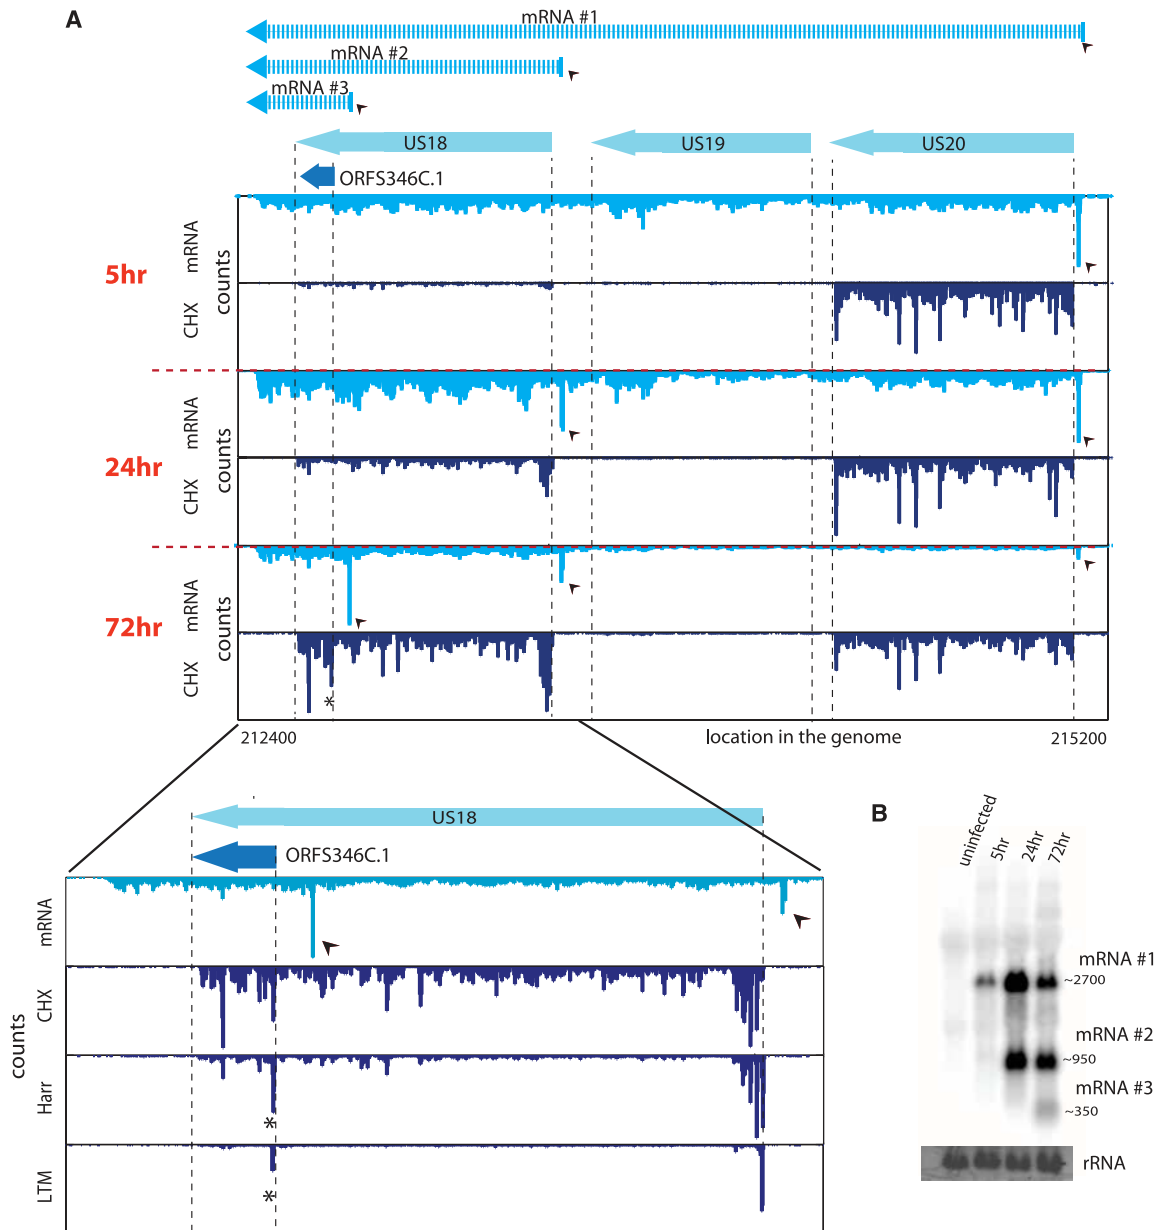 A
mRNA #1
mRNA #2
mRNA #3
US18
US19
US20
ORFS346C.1
5hr
mRNA
CHX
counts
24hr
mRNA
CHX
counts
72hr
mRNA
CHX
counts
*
212400
location in the genome
215200
US18
ORFS346C.1
mRNA
CHX
counts
Harr
*
LTM
*
B
uninfected
5hr
24hr
72hr
mRNA #1
~2700
mRNA #2
~950
mRNA #3
~350
rRNA